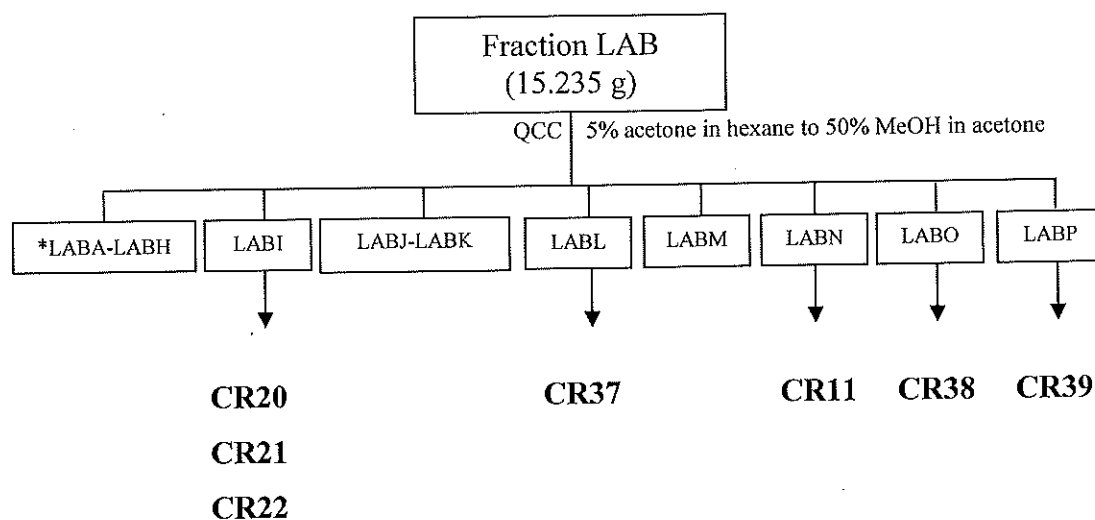 Fraction LAB
(15.235 g)
QCC 5% acetone in hexane to 50% MeOH in acetone
*LABA-LABH LABI LABJ-LABK LABL LABM LABN LABO LABP
CR20 CR37 CR11 CR38 CR39
CR21
CR22